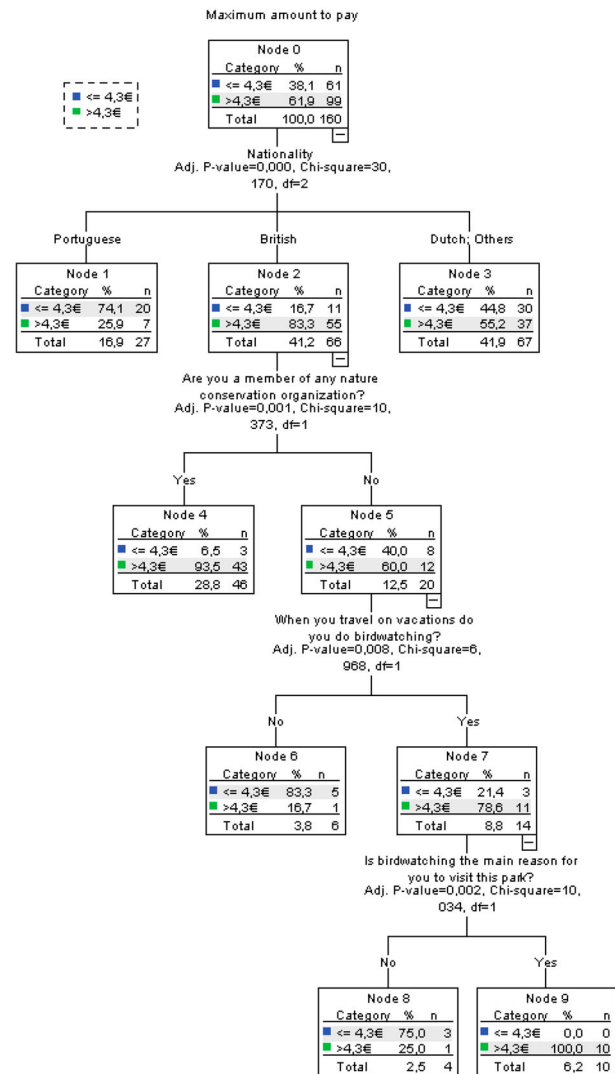 Maximum amount to pay
<= 4,3€
>4,3€
Node 0
Category % n
<= 4,3€ 38,1 61
>4,3€ 61,9 99
Total 100,0 160
Nationality
Adj. P-value=0,000, Chi-square=30,
170, df=2
Portuguese
British
Dutch; Others
Node 1
Category % n
<= 4,3€ 74,1 20
>4,3€ 25,9 7
Total 16,9 27
Node 2
Category % n
<= 4,3€ 16,7 11
>4,3€ 83,3 55
Total 41,2 66
Node 3
Category % n
<= 4,3€ 44,8 30
>4,3€ 55,2 37
Total 41,9 67
Are you a member of any nature
conservation organization?
Adj. P-value=0,001, Chi-square=10,
373, df=1
Yes
No
Node 4
Category % n
<= 4,3€ 6,5 3
>4,3€ 93,5 43
Total 28,8 46
Node 5
Category % n
<= 4,3€ 40,0 8
>4,3€ 60,0 12
Total 12,5 20
When you travel on vacations do
you do birdwatching?
Adj. P-value=0,008, Chi-square=6,
968, df=1
No
Yes
Node 6
Category % n
<= 4,3€ 83,3 5
>4,3€ 16,7 1
Total 3,8 6
Node 7
Category % n
<= 4,3€ 21,4 3
>4,3€ 78,6 11
Total 8,8 14
Is birdwatching the main reason for
you to visit this park?
Adj. P-value=0,002, Chi-square=10,
034, df=1
No
Yes
Node 8
Category % n
<= 4,3€ 75,0 3
>4,3€ 25,0 1
Total 2,5 4
Node 9
Category % n
<= 4,3€ 0,0 0
>4,3€ 100,0 10
Total 6,2 10